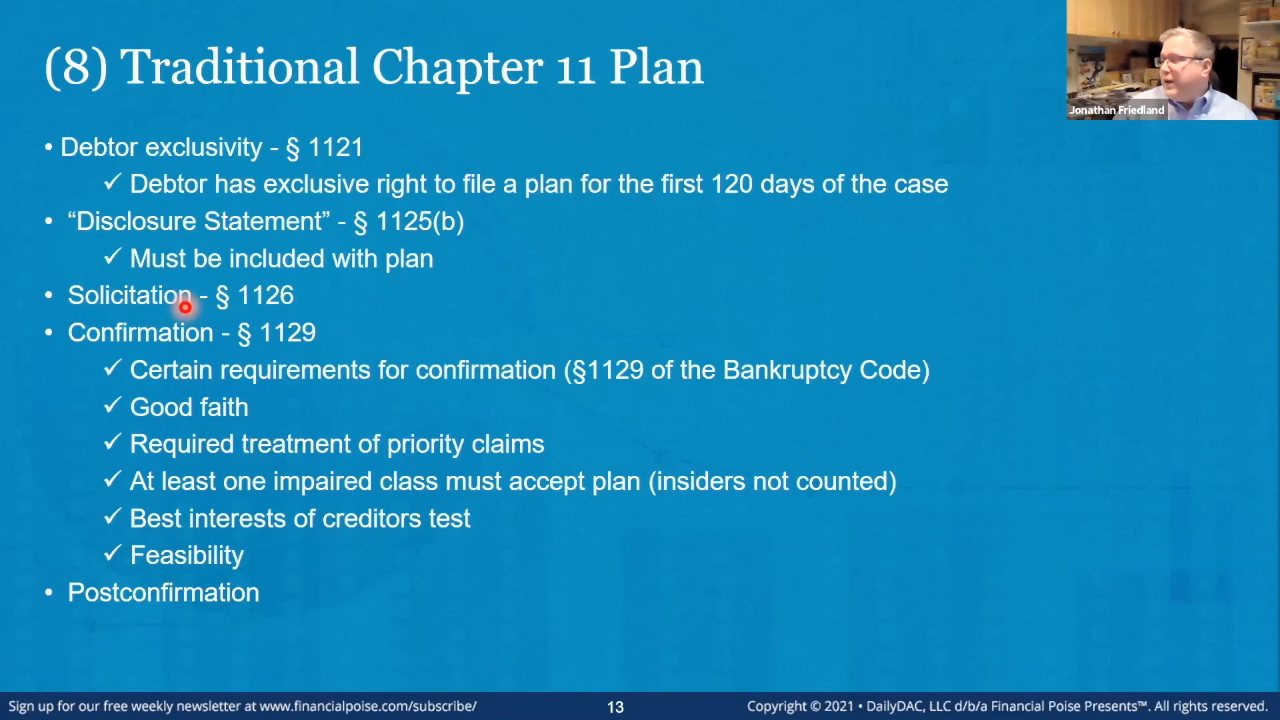 (8) Traditional Chapter 11 Plan
Jonathan Friedland
• Debtor exclusivity - § 1121
✓ Debtor has exclusive right to file a plan for the first 120 days of the case
• “Disclosure Statement” - § 1125(b)
✓ Must be included with plan
• Solicitation - § 1126
• Confirmation - § 1129
✓ Certain requirements for confirmation (§1129 of the Bankruptcy Code)
✓ Good faith
✓ Required treatment of priority claims
✓ At least one impaired class must accept plan (insiders not counted)
✓ Best interests of creditors test
✓ Feasibility
• Postconfirmation
Sign up for our free weekly newsletter at www.financialpoise.com/subscribe/
13
Copyright © 2021 • DailyDAC, LLC d/b/a Financial Poise Presents™. All rights reserved.